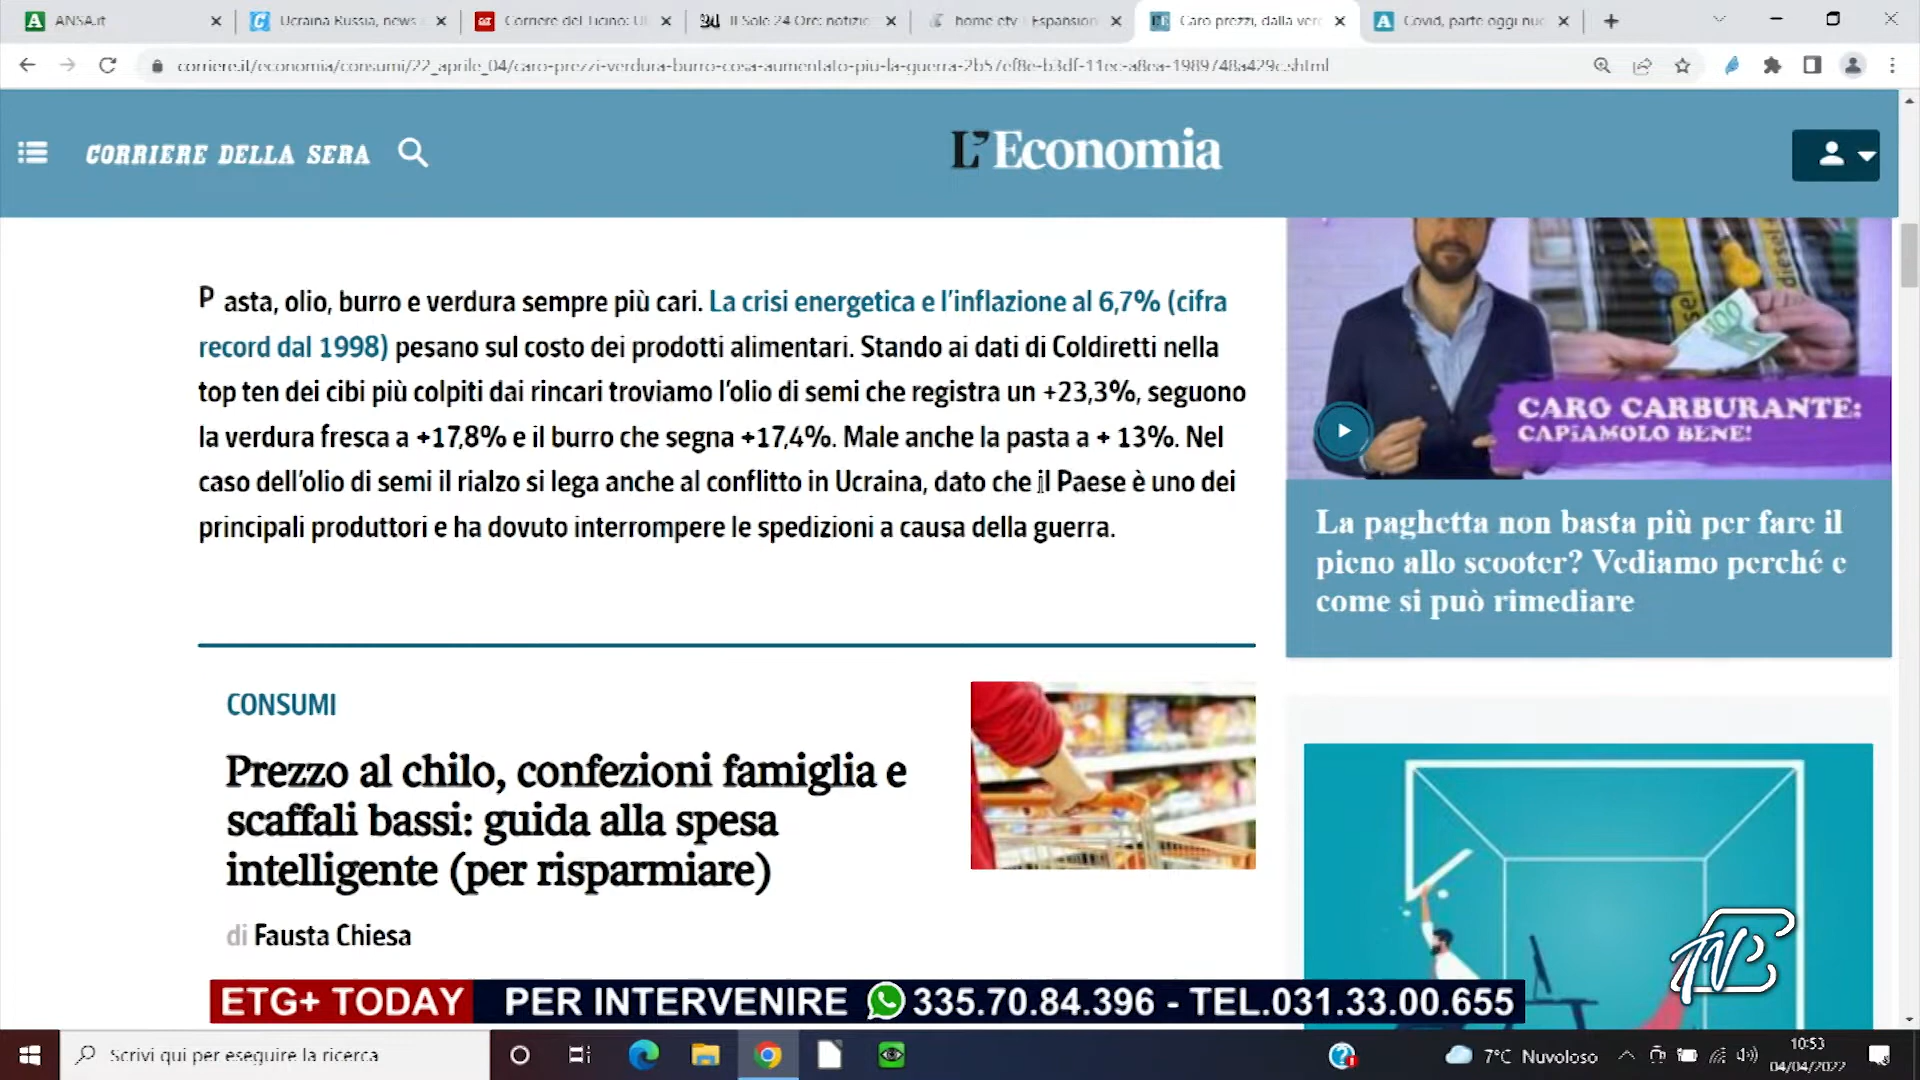 ANSA.it
Ucraina Russia, news
Corriere del Ticino: Ul
Il Sole 24 Ore: notizie
home etv - Espansion
Caro prezzi, dalla ver
Covid, parte oggi nuo
corriere.it/economia/consumi/22_aprile_04/caro-prezzi-verdura-burro-cosa-aumentato-piu-la-guerra-2b57ef8e-b3df-11ec-a8ea-1989748a429c.shtml
CORRIERE DELLA SERA
L'Economia
Pasta, olio, burro e verdura sempre più cari. La crisi energetica e l'inflazione al 6,7% (cifra
record dal 1998) pesano sul costo dei prodotti alimentari. Stando ai dati di Coldiretti nella
top ten dei cibi più colpiti dai rincari troviamo l'olio di semi che registra un +23,3%, seguono
la verdura fresca a +17,8% e il burro che segna +17,4%. Male anche la pasta a + 13%. Nel
caso dell'olio di semi il rialzo si lega anche al conflitto in Ucraina, dato che il Paese è uno dei
principali produttori e ha dovuto interrompere le spedizioni a causa della guerra.
diesel
100
CARO CARBURANTE:
CAPIAMOLO BENE!
La paghetta non basta più per fare il
pieno allo scooter? Vediamo perché e
come si può rimediare
CONSUMI
Prezzo al chilo, confezioni famiglia e
scaffali bassi: guida alla spesa
intelligente (per risparmiare)
di Fausta Chiesa
ETG+ TODAY PER INTERVENIRE 335.70.84.396 - TEL.031.33.00.655
Scrivi qui per eseguire la ricerca
7°C Nuvoloso
10:53
04/04/2022